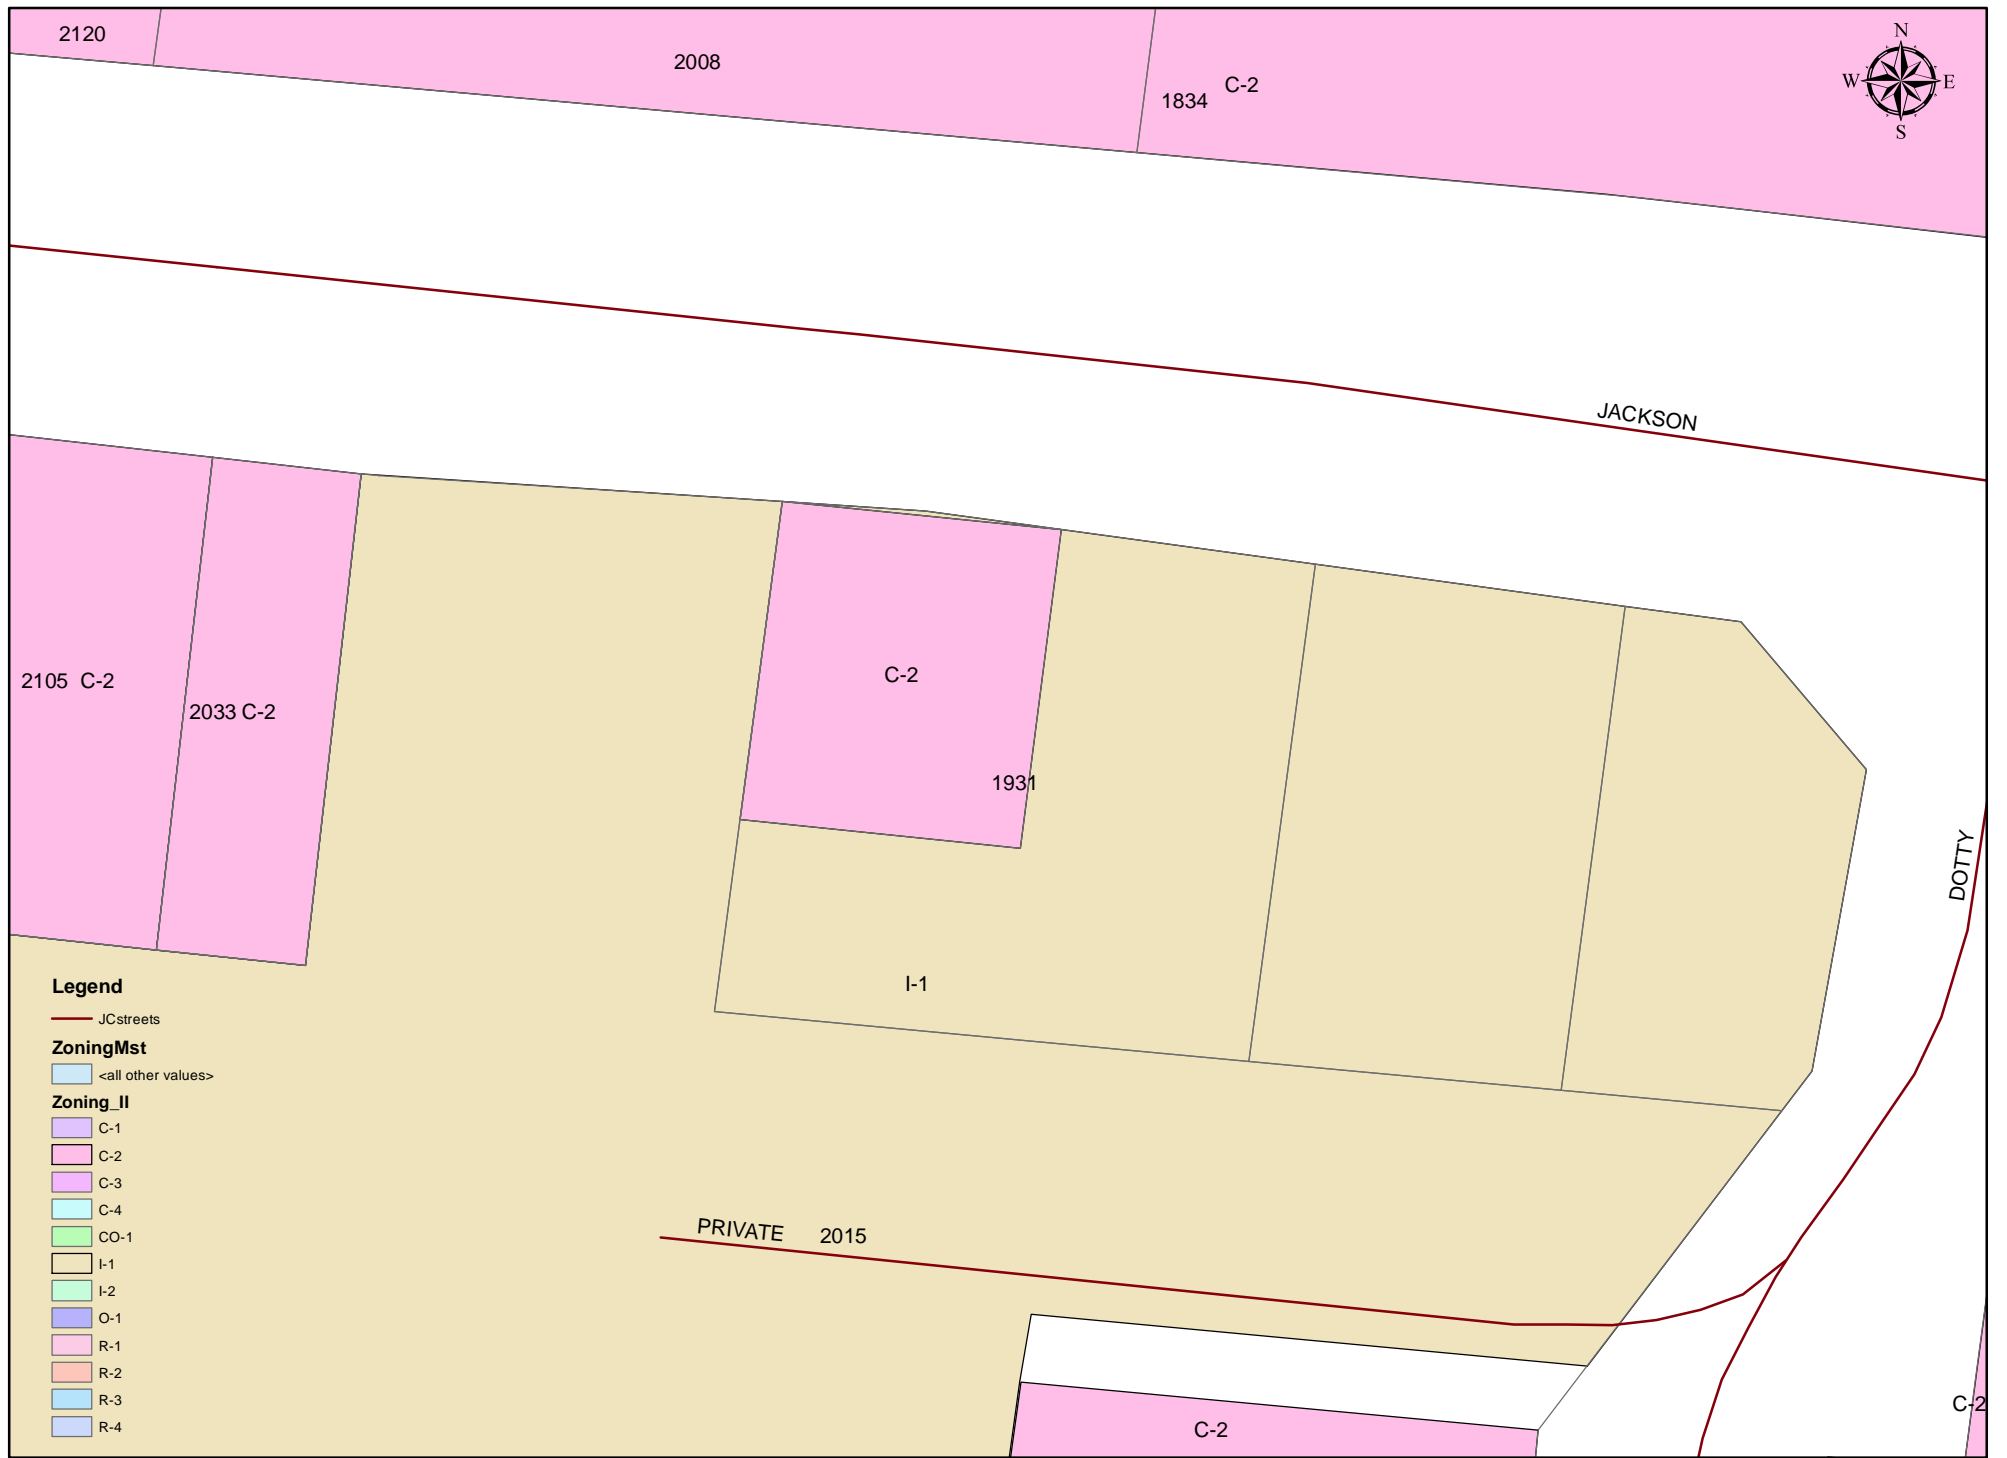 2120
2008
1834 C-2
N
W E
S
JACKSON
2105 C-2
2033 C-2
C-2
1931
I-1
DOTTY
PRIVATE 2015
C-2
C-2
Legend
JCstreets
ZoningMst
<all other values>
Zoning_II
C-1
C-2
C-3
C-4
CO-1
I-1
I-2
O-1
R-1
R-2
R-3
R-4